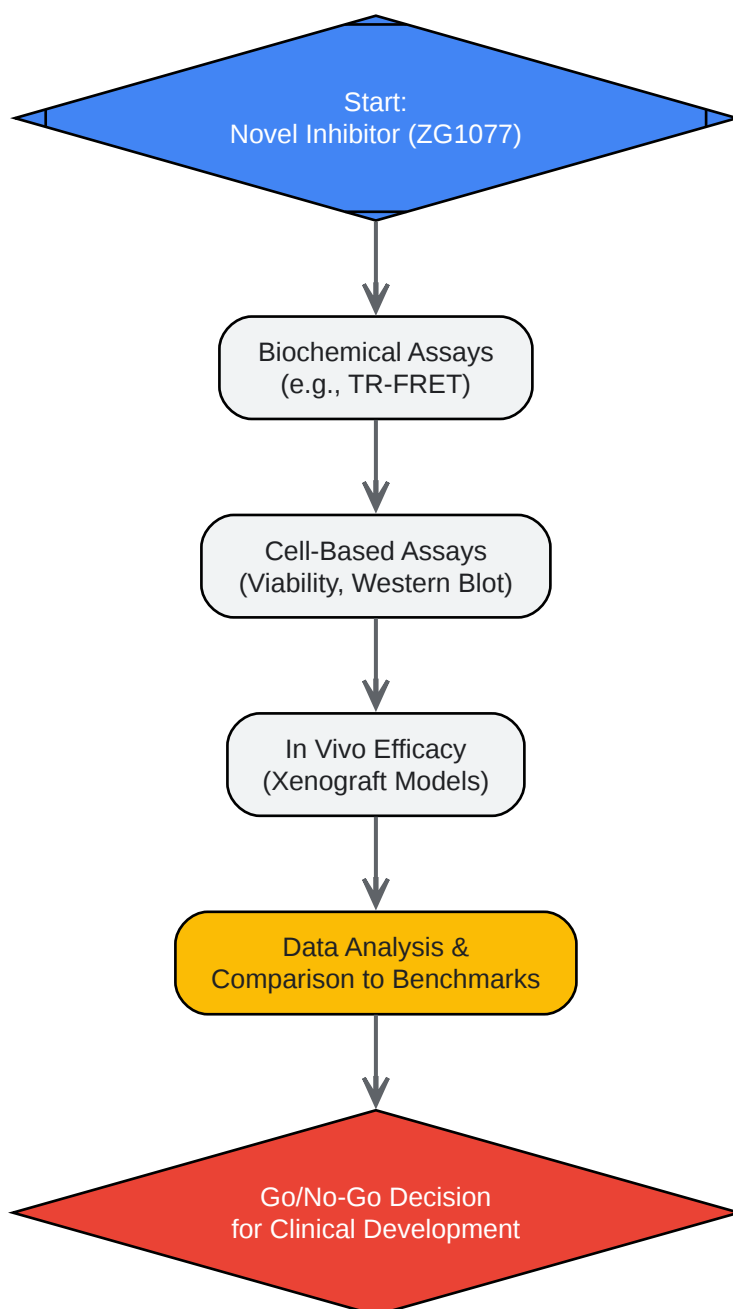 Start:
Novel Inhibitor (ZG1077)
Biochemical Assays
(e.g., TR-FRET)
Cell-Based Assays
(Viability, Western Blot)
In Vivo Efficacy
(Xenograft Models)
Data Analysis &
Comparison to Benchmarks
Go/No-Go Decision
for Clinical Development